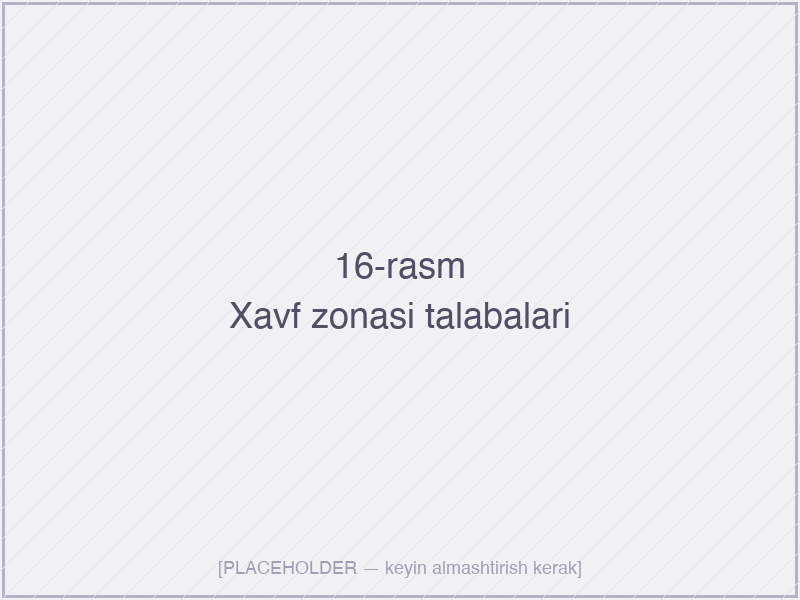 16-rasm
Xavf zonasi talabalari
[PLACEHOLDER — keyin almashtirish kerak]